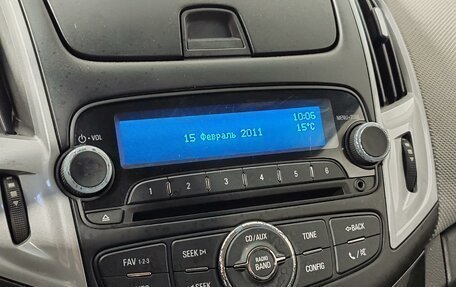 10:06
15 Февраль 2011 15°C
VOL
1 2 3 4 5 6
CD/AUX
TONE
BACK
FAV 1·2·3
SEEK
RADIO BAND
CONFIG
SEEK